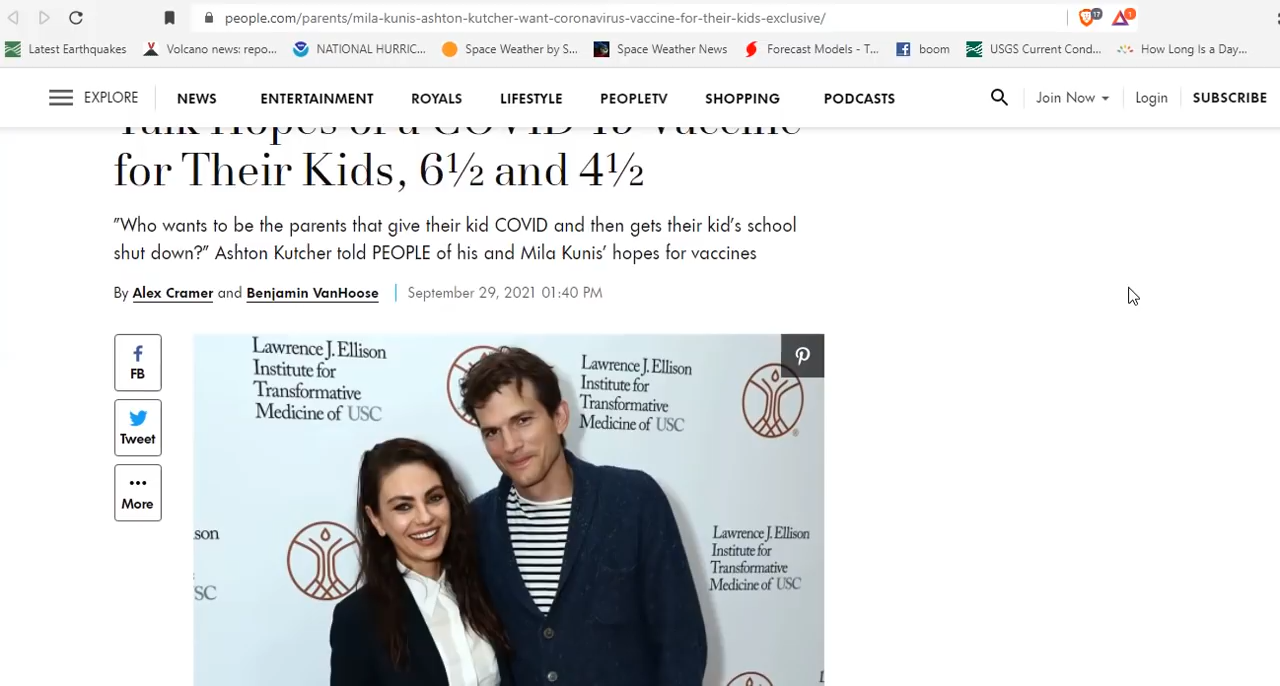 people.com/parents/mila-kunis-ashton-kutcher-want-coronavirus-vaccine-for-their-kids-exclusive/
17
1
Latest Earthquakes
Volcano news: repo...
NATIONAL HURRIC...
Space Weather by S...
Space Weather News
Forecast Models - T...
boom
USGS Current Cond...
How Long Is a Day...
EXPLORE
NEWS
ENTERTAINMENT
ROYALS
LIFESTYLE
PEOPLETV
SHOPPING
PODCASTS
Join Now
Login
SUBSCRIBE
Talk Hopes of a COVID-19 Vaccine
for Their Kids, 6½ and 4½
"Who wants to be the parents that give their kid COVID and then gets their kid's school
shut down?" Ashton Kutcher told PEOPLE of his and Mila Kunis' hopes for vaccines
By Alex Cramer and Benjamin VanHoose
September 29, 2021 01:40 PM
FB
Tweet
More
Lawrence J. Ellison
Institute for
Transformative
Medicine of USC
Lawrence J. Ellison
Institute for
Transformative
Medicine of USC
son
SC
Lawrence J. Ellison
Institute for
Transformative
Medicine of USC